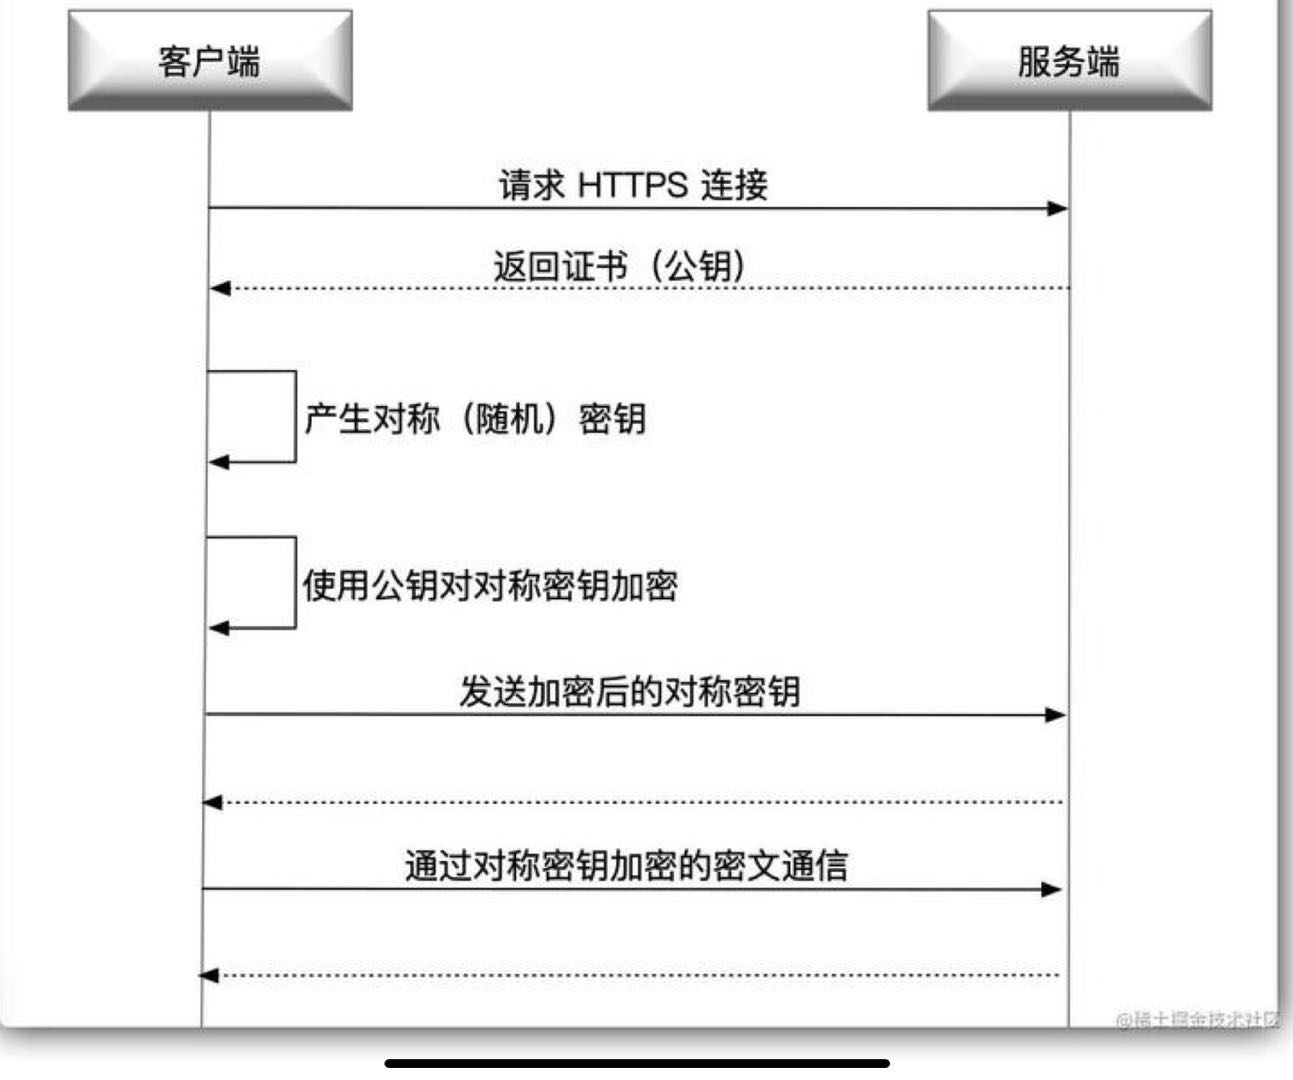 客户端
服务端
请求 HTTPS 连接
返回证书（公钥）
产生对称（随机）密钥
使用公钥对对称密钥加密
发送加密后的对称密钥
通过对称密钥加密的密文通信
@稀土掘金技术社区